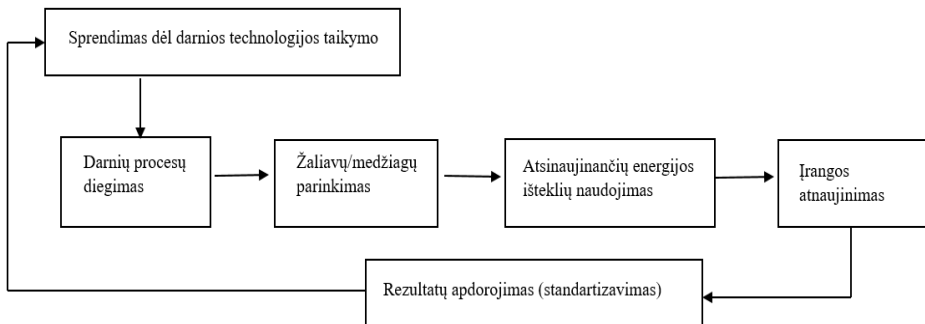 Sprendimas dėl darnios technologijos taikymo
Darnių procesų
diegimas
Žaliavų/medžiagų
parinkimas
Atsinaujinančių energijos
išteklių naudojimas
Įrangos
atnaujinimas
Rezultatų apdorojimas (standartizavimas)